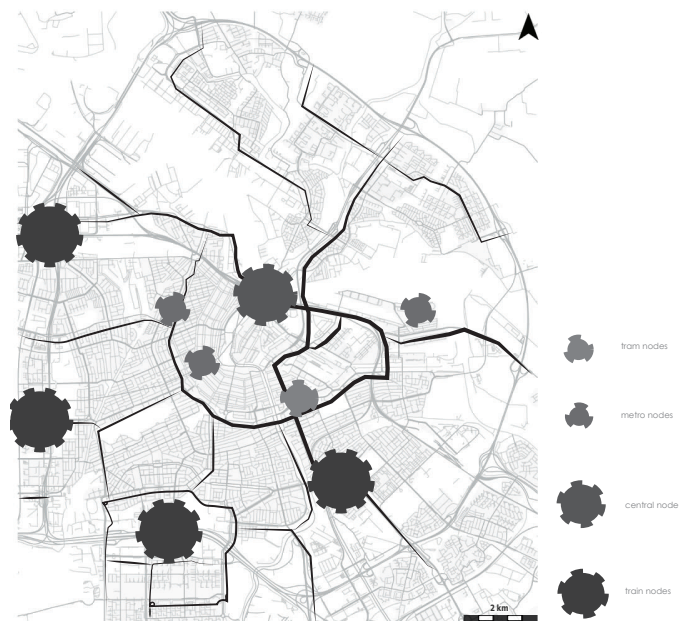 tram nodes
metro nodes
central node
train nodes
2 km